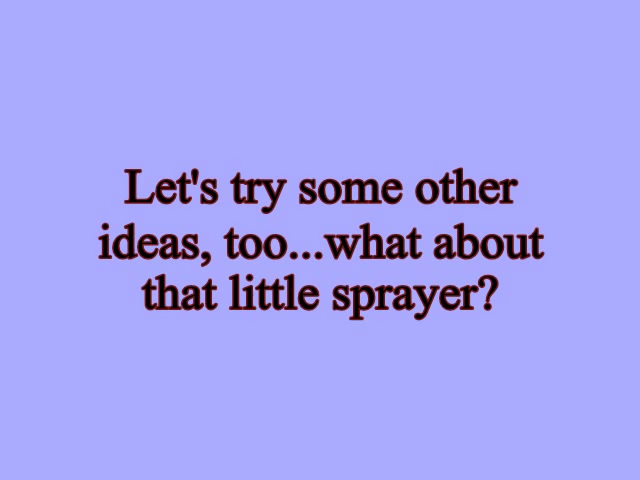 Let's try some other
ideas, too...what about
that little sprayer?